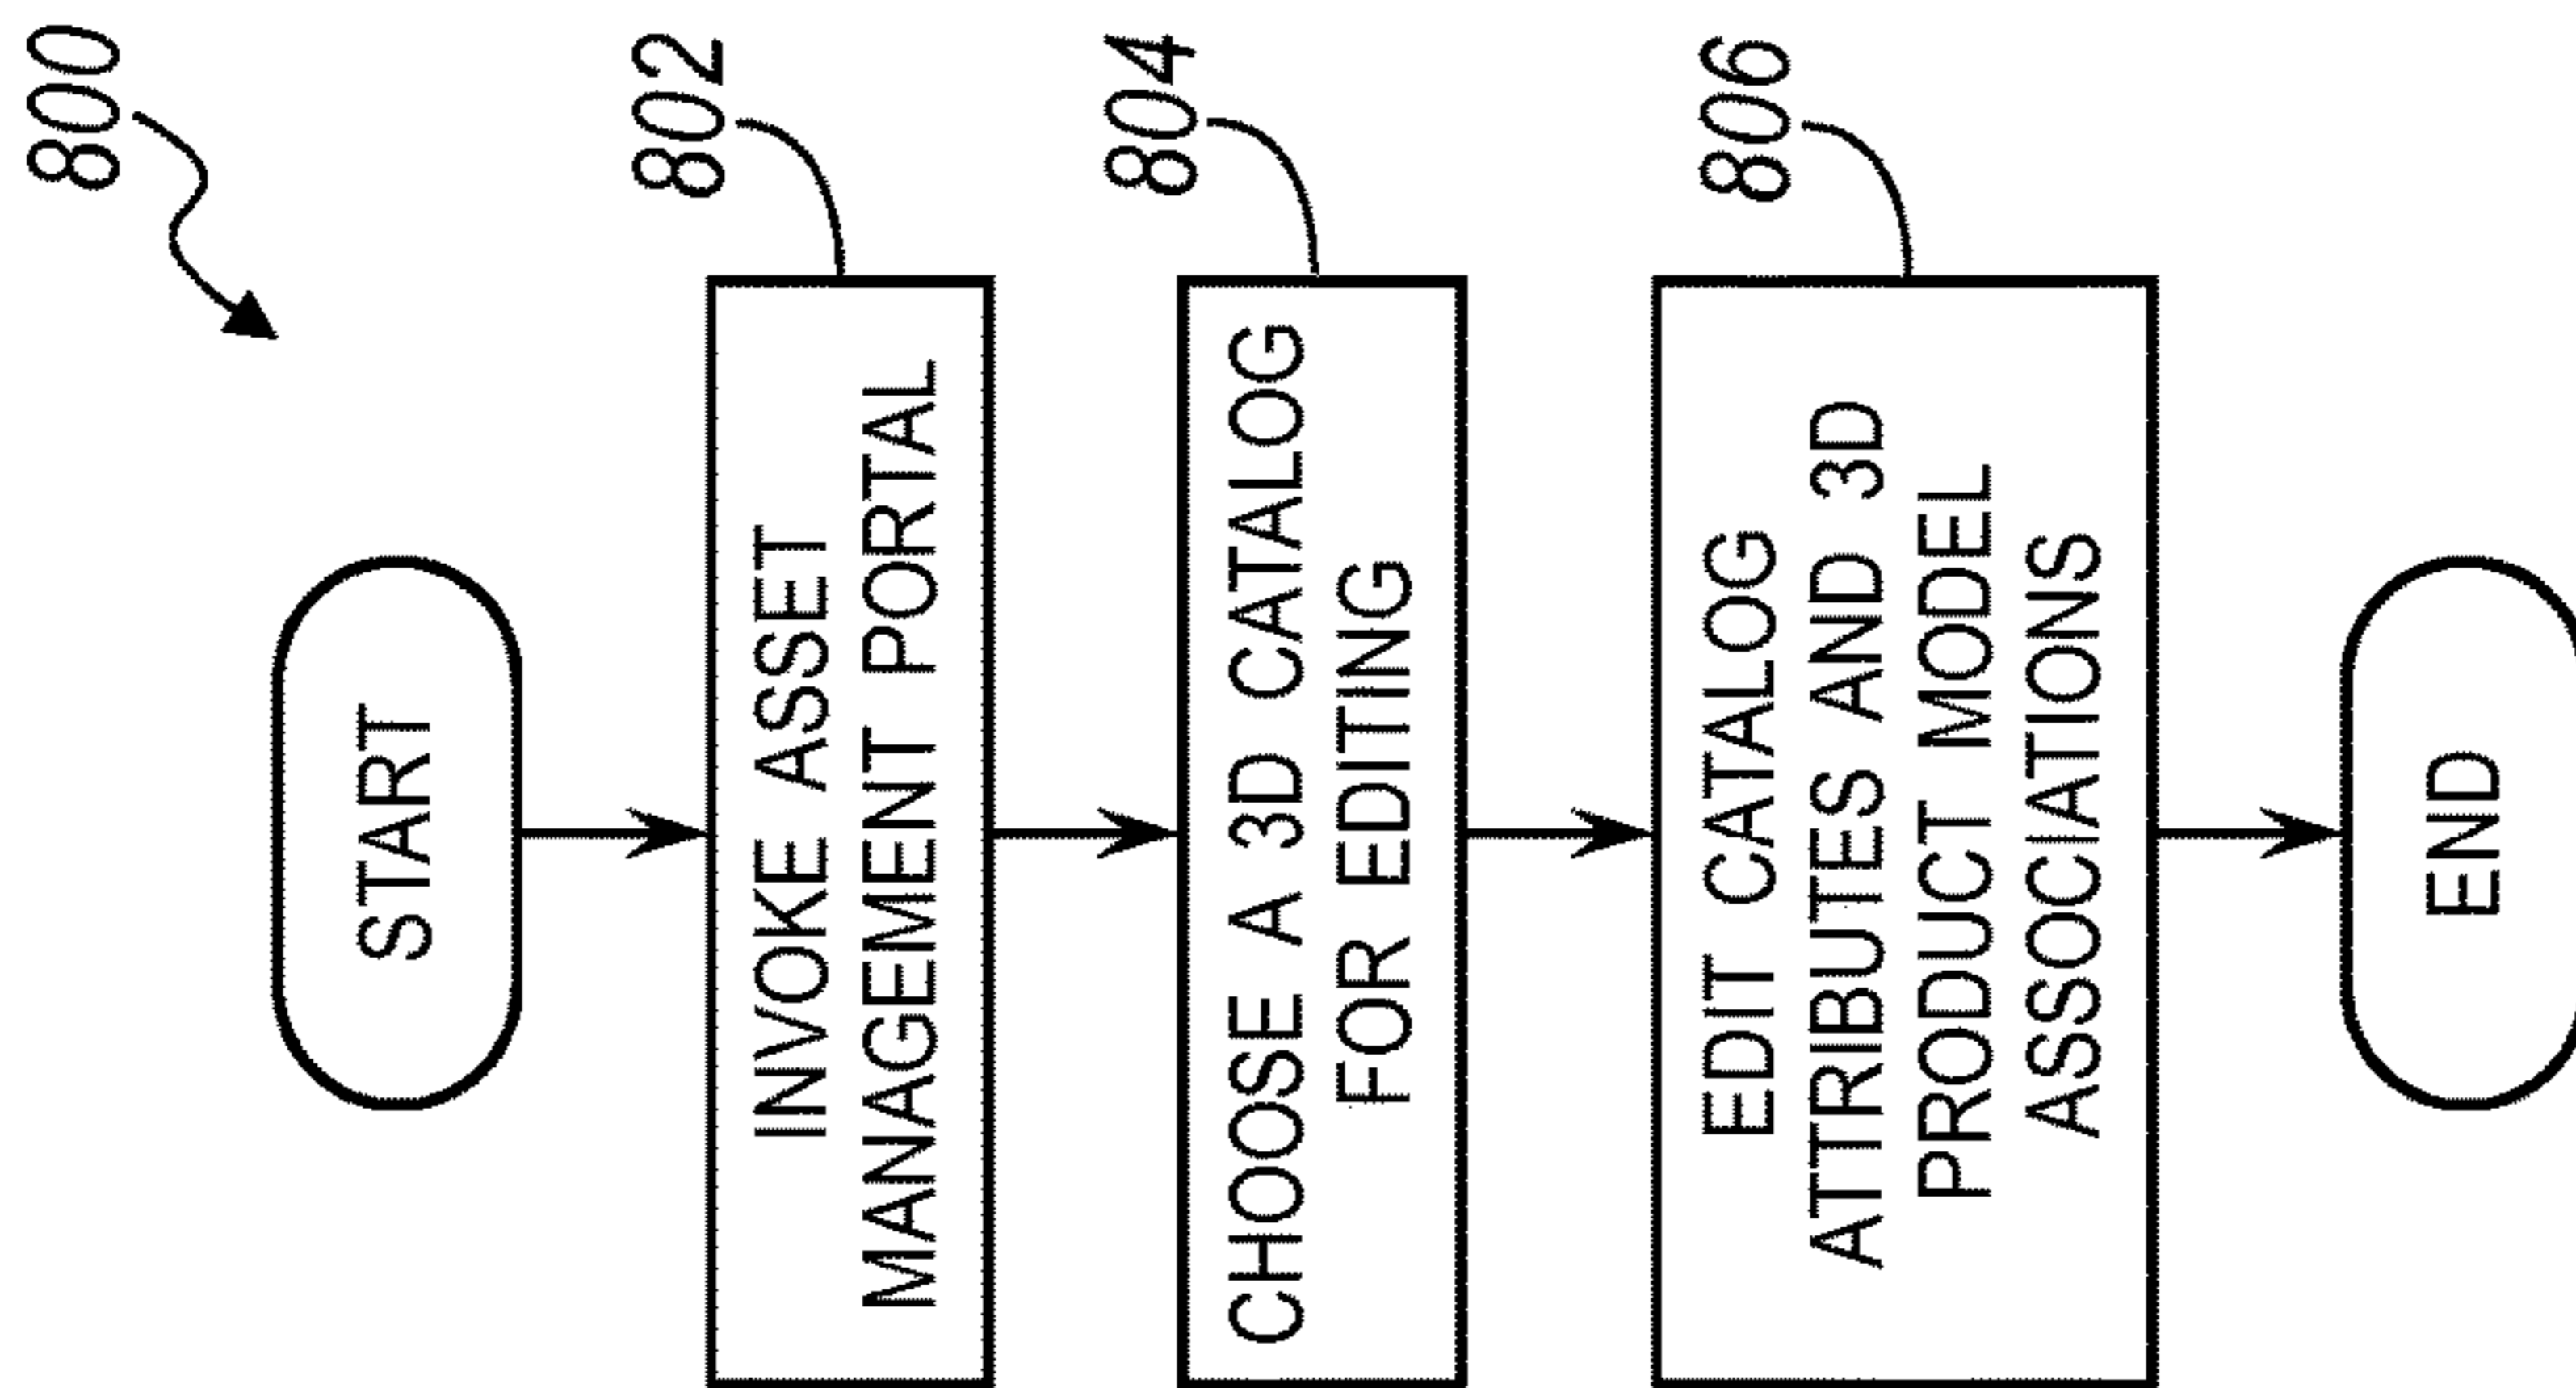 800
START
802
INVOKE ASSET
MANAGEMENT PORTAL
804
CHOOSE A 3D CATALOG
FOR EDITING
806
EDIT CATALOG
ATTRIBUTES AND 3D
PRODUCT MODEL
ASSOCIATIONS
END